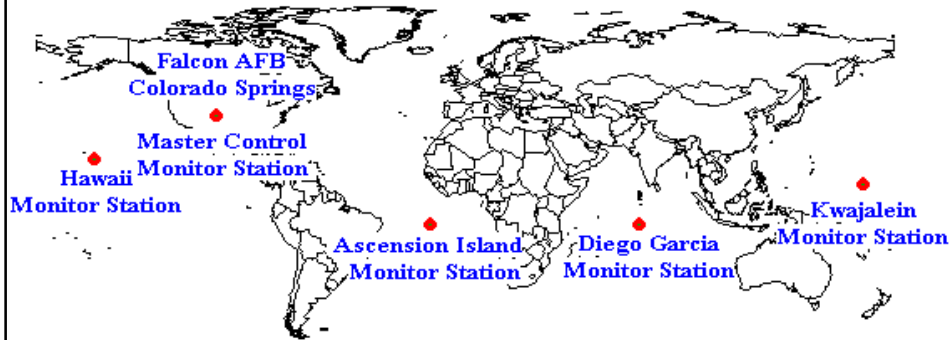 Falcon AFB
Colorado Springs
Master Control
Monitor Station
Hawaii
Monitor Station
Ascension Island
Monitor Station
Diego Garcia
Monitor Station
Kwajalein
Monitor Station